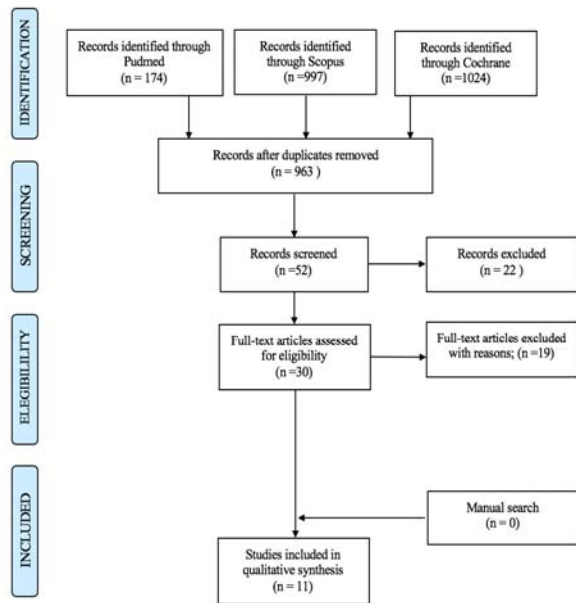 IDENTIFICATION
Records identified through
Pudmed
(n = 174)
Records identified
through Scopus
(n =997)
Records identified
through Cochrane
(n =1024)
Records after duplicates removed
(n = 963 )
SCREENING
Records screened
(n =52)
Records excluded
(n = 22 )
ELEGIBILILITY
Full-text articles assessed
for eligibility
(n =30)
Full-text articles excluded
with reasons; (n =19)
INCLUDED
Manual search
(n = 0)
Studies included in
qualitative synthesis
(n = 11)